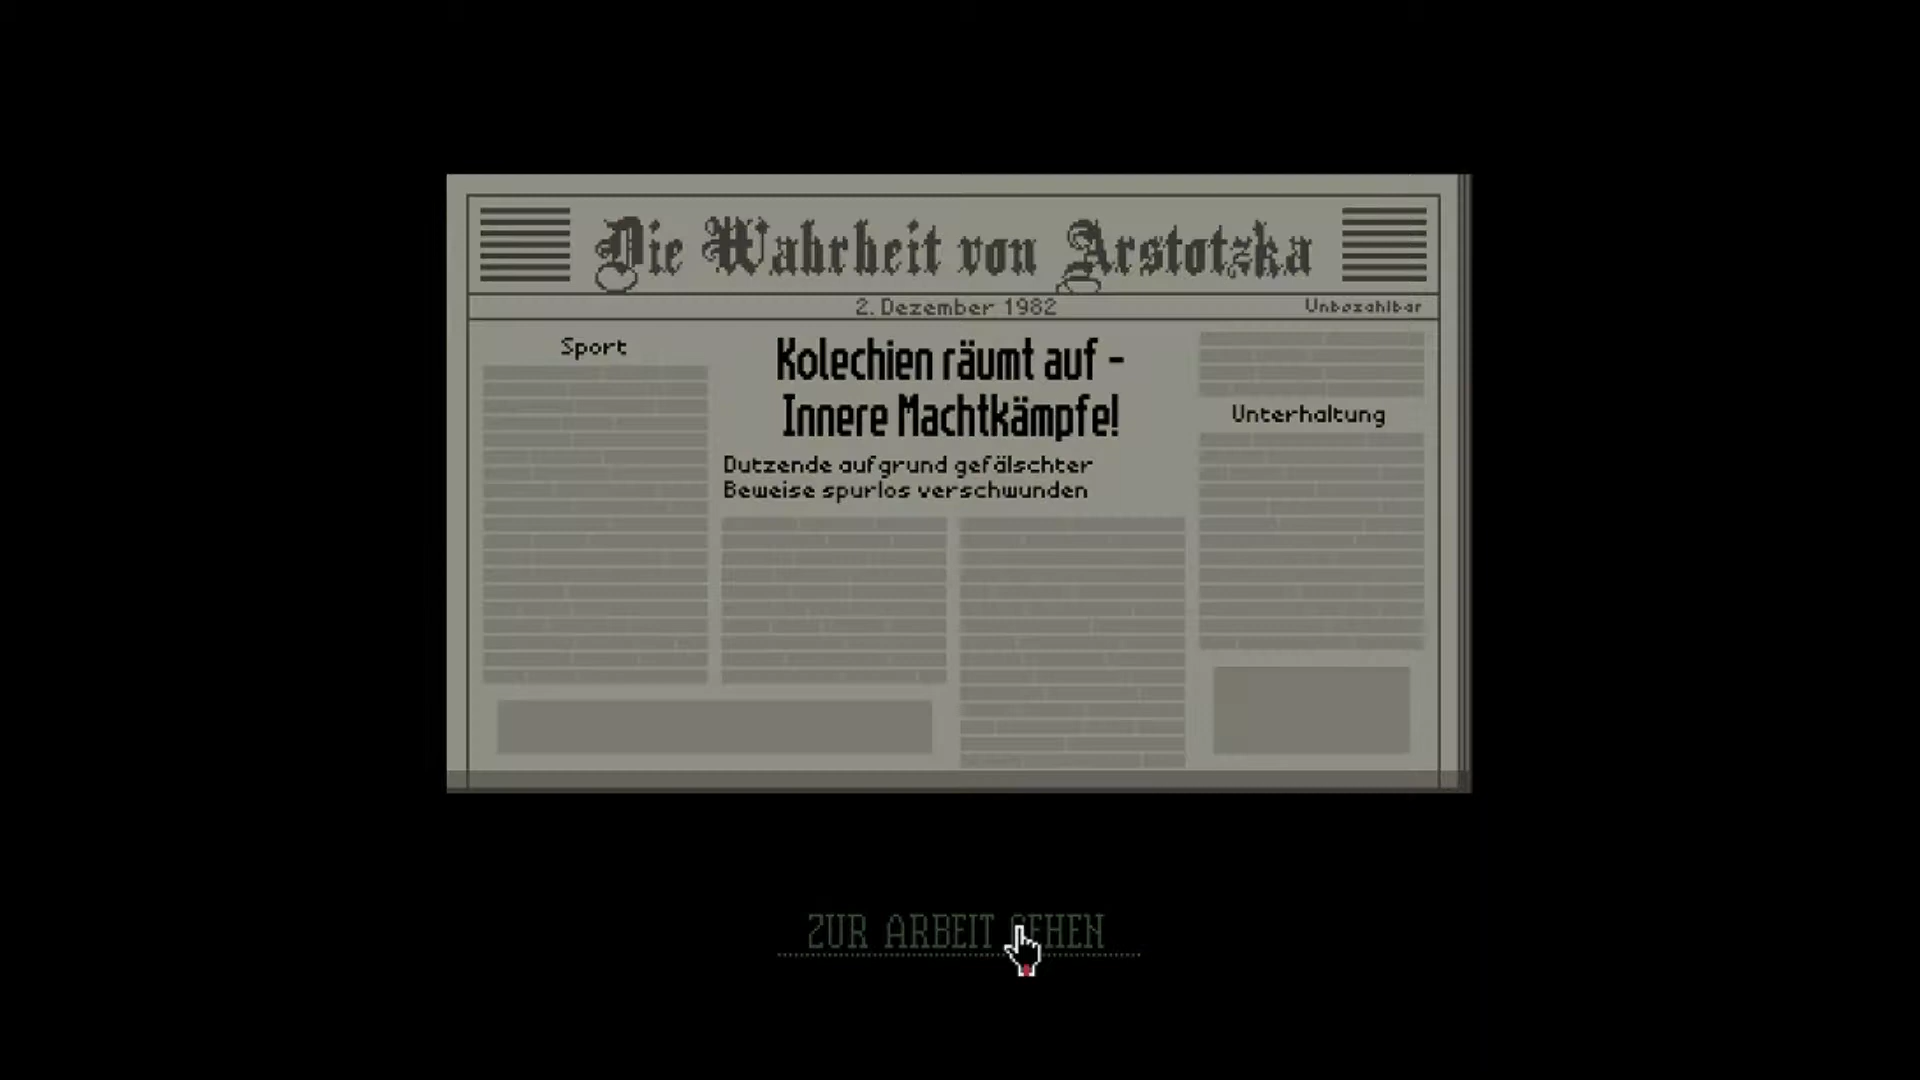 Die Wahrheit von Arstotzka
2. Dezember 1982
Unbezahlbar
Sport
Kolechien räumt auf -
Innere Machtkämpfe!
Dutzende aufgrund gefälschter
Beweise spurlos verschwunden
Unterhaltung
ZUR ARBEIT GEHEN